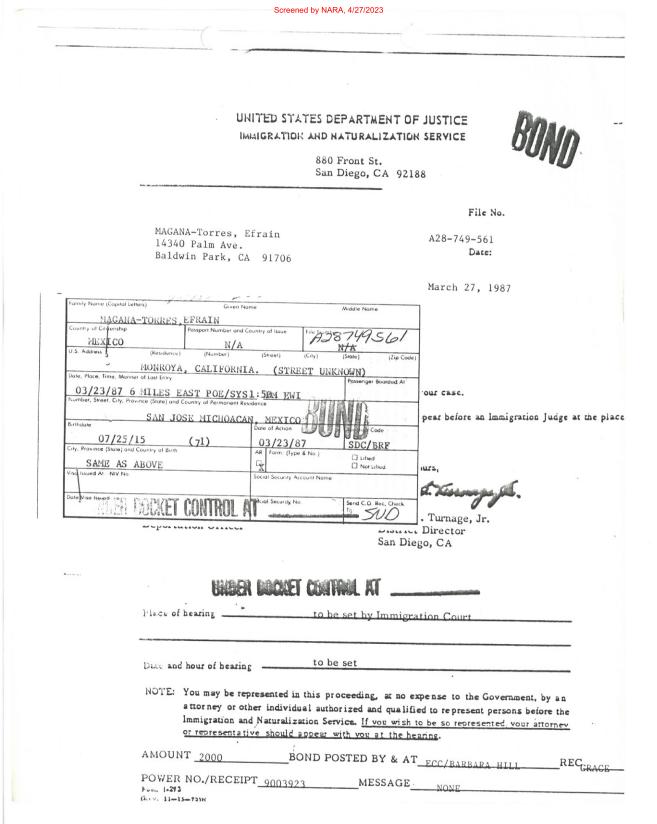 Screened by NARA, 4/27/2023
UNITED STATES DEPARTMENT OF JUSTICE
IMMIGRATION AND NATURALIZATION SERVICE
BOND
880 Front St.
San Diego, CA 92188
File No.
MAGANA-Torres, Efrain
14340 Palm Ave.
Baldwin Park, CA 91706
A28-749-561
Date:
March 27, 1987
Family Name (Capital Letters) Given Name Middle Name
MAGANA-TORRES, EFRAIN
Country of Citizenship Passport Number and Country of Issue File
MEXICO N/A A28749561
N/A
U.S. Address (Residence) (Number) (Street) (City) (State) (Zip Code)
MONROYA, CALIFORNIA. (STREET UNKNOWN)
Date, Place, Time, Manner of Last Entry Passenger Boarded At
03/23/87 6 MILES EAST POE/SYS EWI
our case.
Number, Street, City, Province (State) and Country of Permanent Residence
SAN JOSE MICHOACAN, MEXICO
BOND
pear before an Immigration Judge at the place
Birthdate Date of Action Code
07/25/15 (71) 03/23/87 SDC/BRF
City, Province (State) and Country of Birth AR Form: (Type & No.) Lifted
SAME AS ABOVE X Not Lifted
urs,
Visa Issued At NIV No. Social Security Account Name
Date Visa Issued Social Security No. Send C.O. Rec. Check To
UNDER DOCKET CONTROL AT SND
. Turnage, Jr.
Deportation Officer District Director
San Diego, CA
UNDER DOCKET CONTROL AT
Place of hearing to be set by Immigration Court
Date and hour of hearing to be set
NOTE: You may be represented in this proceeding, at no expense to the Government, by an
attorney or other individual authorized and qualified to represent persons before the
Immigration and Naturalization Service. If you wish to be so represented, your attorney
or representative should appear with you at the hearing.
AMOUNT 2000 BOND POSTED BY & AT ECC/BARBARA HILL REC GRACE
POWER NO./RECEIPT 9003923 MESSAGE NONE
Form I-293